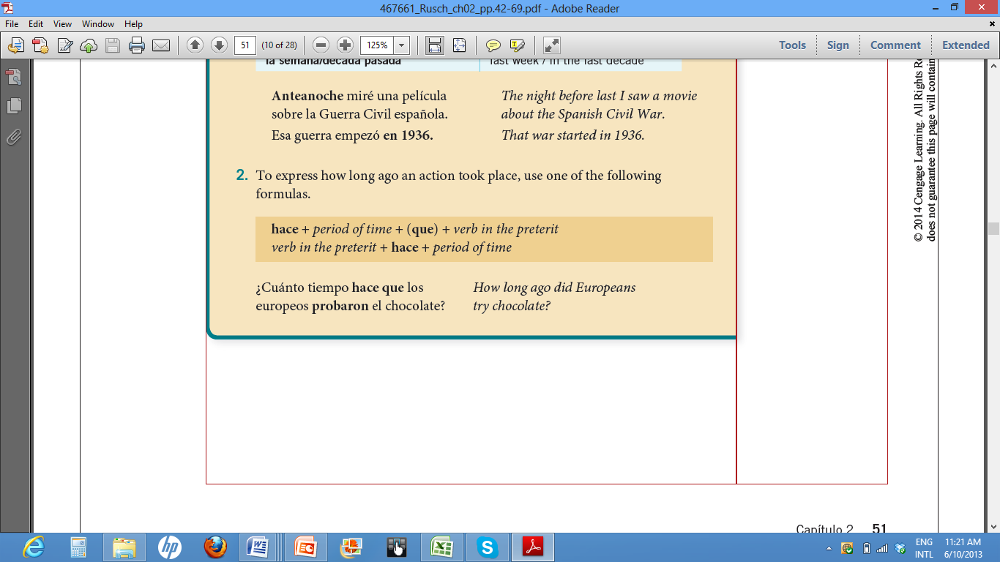 467661_Rusch_ch02_pp.42-69.pdf - Adobe Reader
File Edit View Window Help
51 (10 of 28) 125% Tools Sign Comment Extended
la semana/década pasada last week / in the last decade
Anteanoche miré una película The night before last I saw a movie
sobre la Guerra Civil española. about the Spanish Civil War.
Esa guerra empezó en 1936. That war started in 1936.
2. To express how long ago an action took place, use one of the following
formulas.
hace + period of time + (que) + verb in the preterit
verb in the preterit + hace + period of time
¿Cuánto tiempo hace que los How long ago did Europeans
europeos probaron el chocolate? try chocolate?
© 2014 Cengage Learning. All Rights Re
does not guarantee this page will contain
Capítulo 2 51
ENG 11:21 AM
INTL 6/10/2013